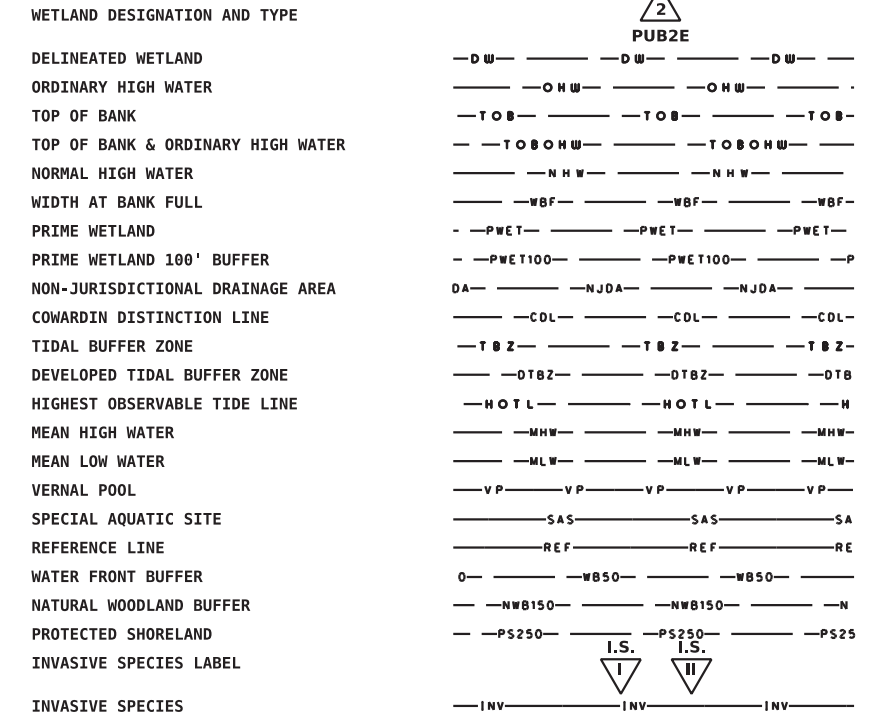 2
WETLAND DESIGNATION AND TYPE
PUB2E
DELINEATED WETLAND DW DW DW
ORDINARY HIGH WATER OHW OHW
TOP OF BANK TOB TOB TOB
TOP OF BANK & ORDINARY HIGH WATER TOBOHW TOBOHW
NORMAL HIGH WATER NHW NHW
WIDTH AT BANK FULL WBF WBF WBF
PRIME WETLAND PWET PWET PWET
PRIME WETLAND 100' BUFFER PWET100 PWET100 P
NON-JURISDICTIONAL DRAINAGE AREA DA NJDA NJDA
COWARDIN DISTINCTION LINE CDL CDL CDL
TIDAL BUFFER ZONE TBZ TBZ TBZ
DEVELOPED TIDAL BUFFER ZONE DTBZ DTBZ DTB
HIGHEST OBSERVABLE TIDE LINE HOTL HOTL H
MEAN HIGH WATER MHW MHW MHW
MEAN LOW WATER MLW MLW MLW
VERNAL POOL VP VP VP VP VP
SPECIAL AQUATIC SITE SAS SAS SA
REFERENCE LINE REF REF RE
WATER FRONT BUFFER 0 WB50 WB50
NATURAL WOODLAND BUFFER NWB150 NWB150 N
PROTECTED SHORELAND PS250 PS250 PS25
I.S. I.S.
INVASIVE SPECIES LABEL I II
INVASIVE SPECIES INV INV INV